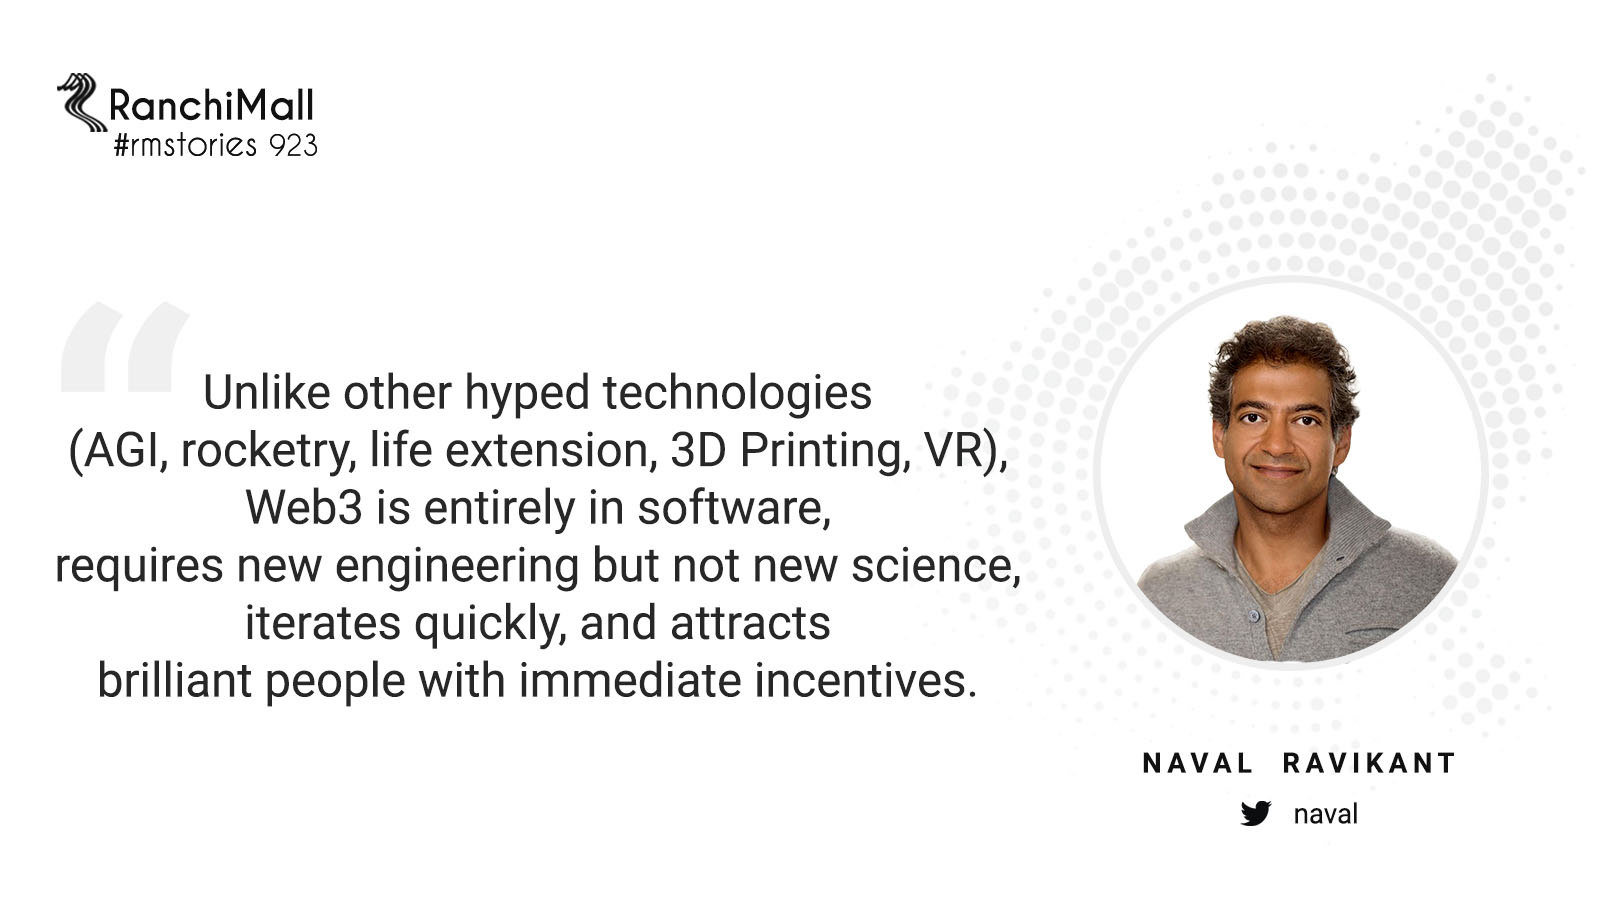 RanchiMall
#rmstories 923
“
Unlike other hyped technologies
(AGI, rocketry, life extension, 3D Printing, VR),
Web3 is entirely in software,
requires new engineering but not new science,
iterates quickly, and attracts
brilliant people with immediate incentives.
NAVAL RAVIKANT
naval